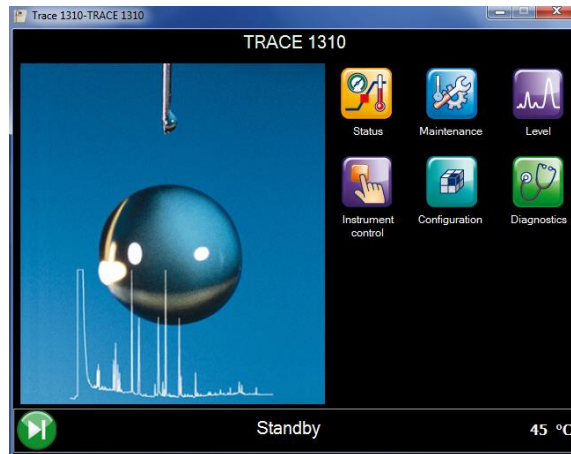 Trace 1310-TRACE 1310
TRACE 1310
Status
Maintenance
Level
Instrument
control
Configuration
Diagnostics
Standby
45 °C